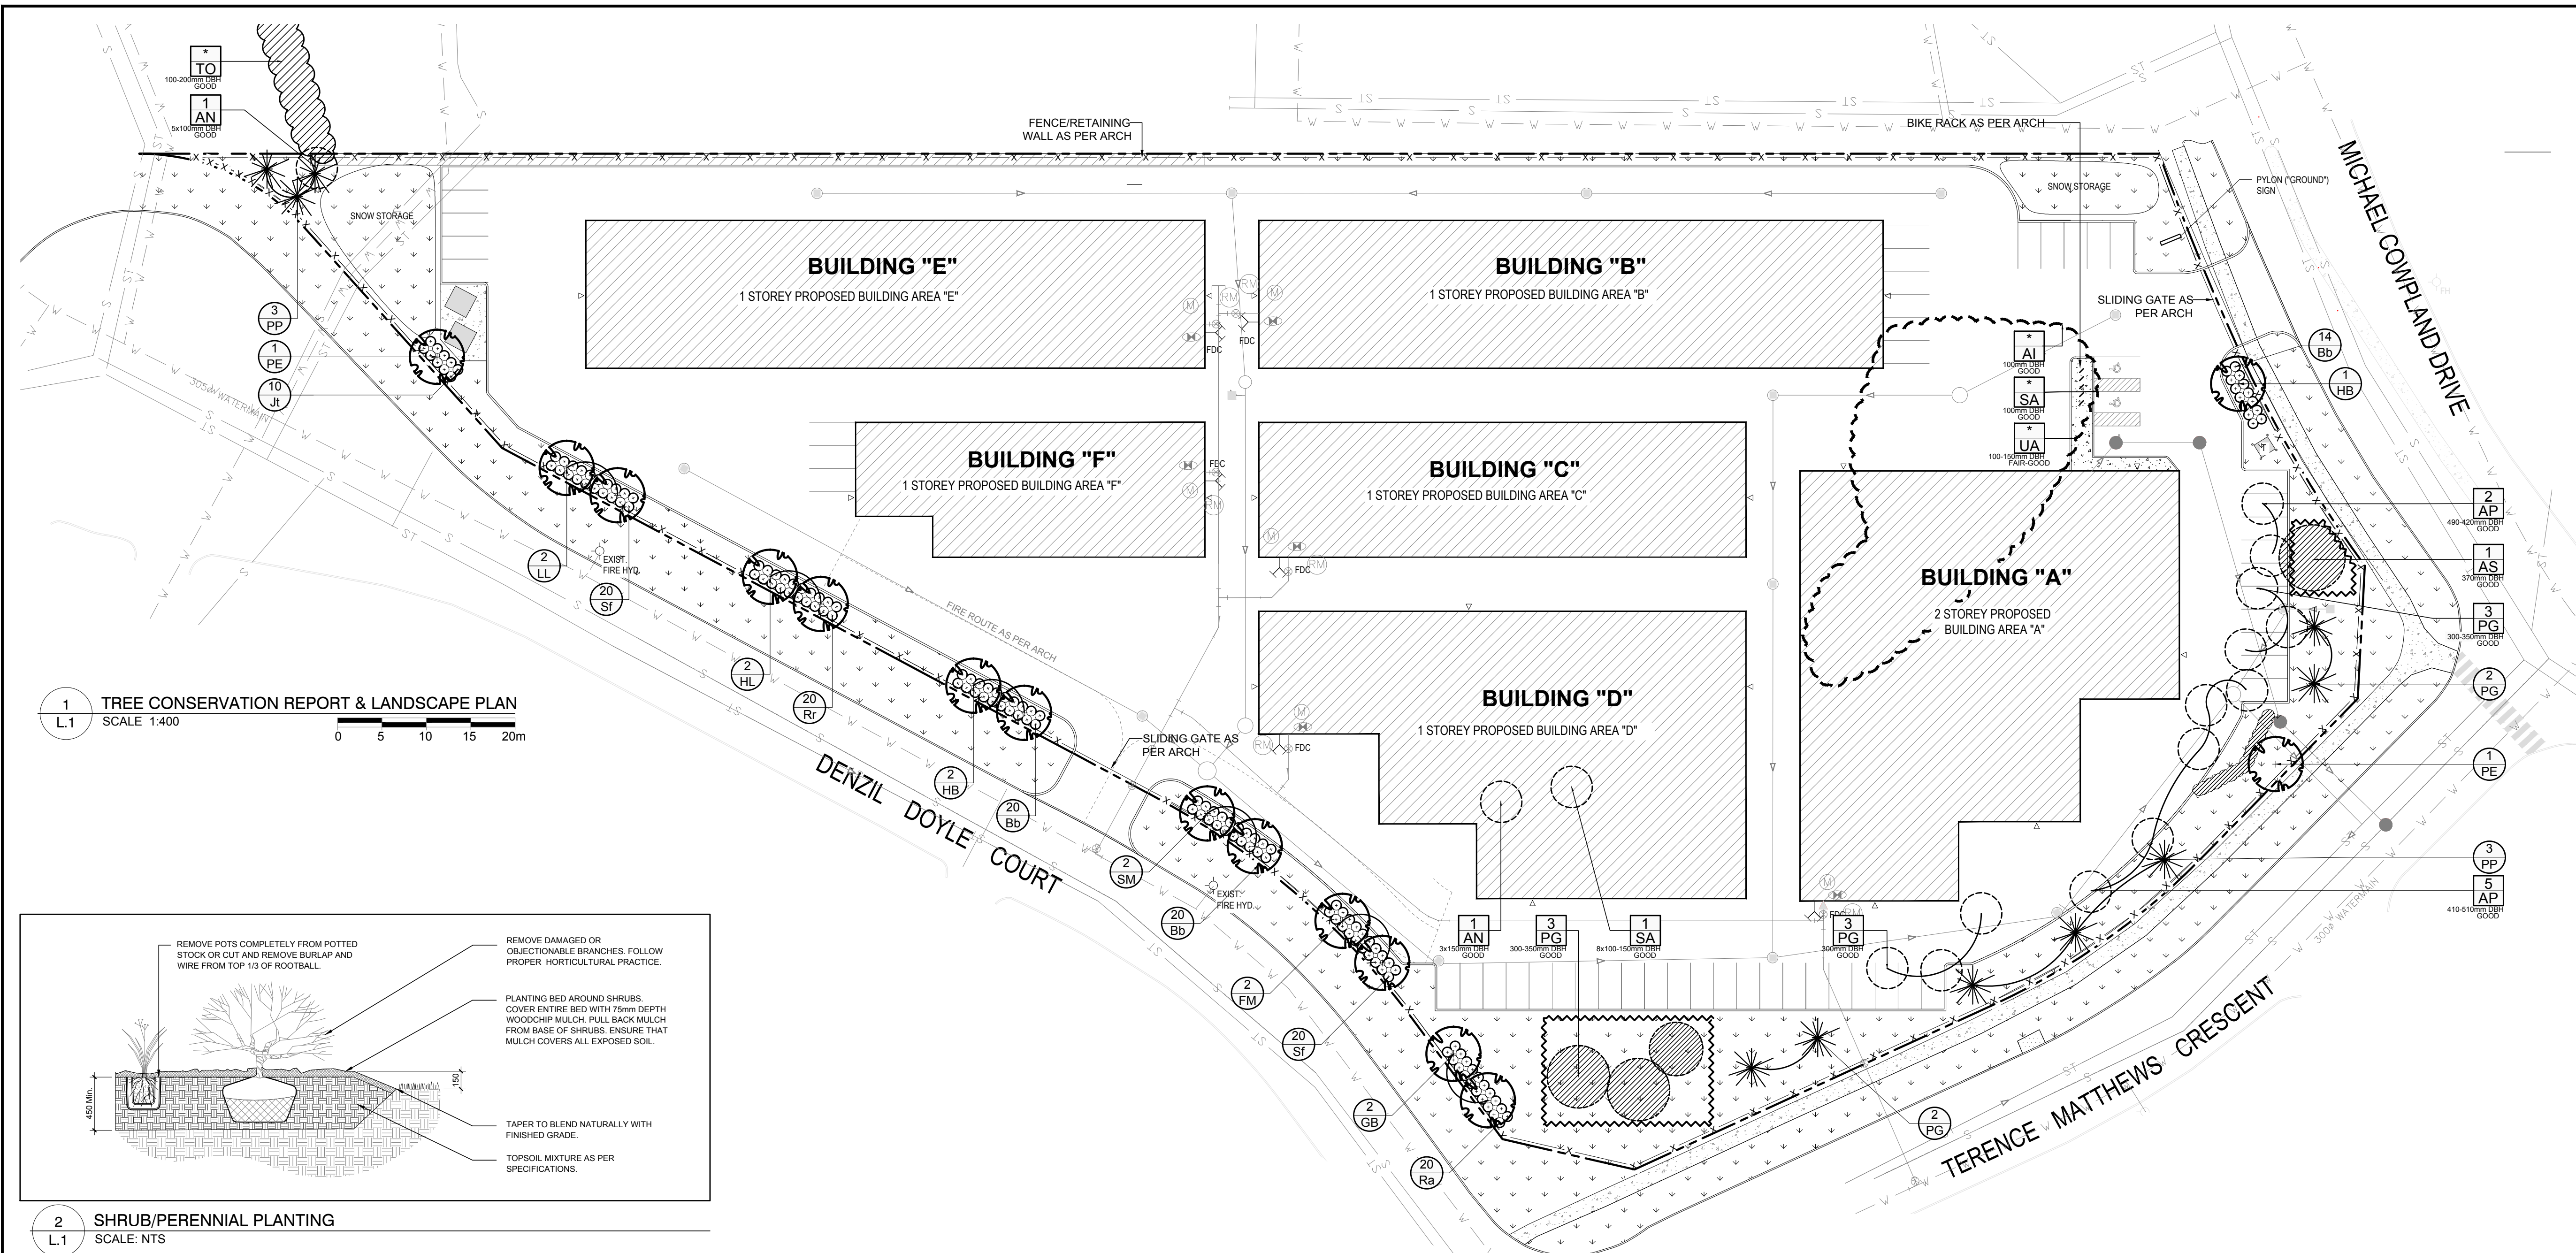 *
TO
100-200mm DBH
GOOD
1
AN
5x100mm DBH
GOOD
FENCE/RETAINING
WALL AS PER ARCH
BIKE RACK AS PER ARCH
SNOW STORAGE
SNOW STORAGE
PYLON ("GROUND")
SIGN
MICHAEL COWPLAND DRIVE
BUILDING "E"
1 STOREY PROPOSED BUILDING AREA "E"
BUILDING "B"
1 STOREY PROPOSED BUILDING AREA "B"
SLIDING GATE AS
PER ARCH
FH
3
PP
1
PE
10
Jt
305ø WATERMAIN
RM
RM
M
M
FDC
FDC
*
AI
100mm DBH
GOOD
*
SA
100mm DBH
GOOD
*
UA
100-150mm DBH
FAIR-GOOD
14
Bb
1
HB
BUILDING "F"
1 STOREY PROPOSED BUILDING AREA "F"
FDC
M
RM
BUILDING "C"
1 STOREY PROPOSED BUILDING AREA "C"
M
RM
FDC
2
AP
490-420mm DBH
GOOD
1
AS
370mm DBH
GOOD
3
PG
300-350mm DBH
GOOD
2
PG
1
PE
2
LL
EXIST.
FIRE HYD.
20
Sf
FIRE ROUTE AS PER ARCH
BUILDING "A"
2 STOREY PROPOSED
BUILDING AREA "A"
2
HL
20
Rr
1
L.1
TREE CONSERVATION REPORT & LANDSCAPE PLAN
SCALE 1:400
0 5 10 15 20m
BUILDING "D"
1 STOREY PROPOSED BUILDING AREA "D"
M
RM
FDC
SLIDING GATE AS
PER ARCH
DENZIL DOYLE COURT
2
HB
20
Bb
2
SM
EXIST.
FIRE HYD.
20
Bb
3
PP
5
AP
410-510mm DBH
GOOD
300ø WATERMAIN
1
AN
3x150mm DBH
GOOD
3
PG
300-350mm DBH
GOOD
1
SA
8x100-150mm DBH
GOOD
M
FDC
RM
3
PG
300mm DBH
GOOD
2
FM
20
Sf
2
GB
20
Ra
2
PG
TERENCE MATTHEWS CRESCENT
REMOVE POTS COMPLETELY FROM POTTED
STOCK OR CUT AND REMOVE BURLAP AND
WIRE FROM TOP 1/3 OF ROOTBALL.
REMOVE DAMAGED OR
OBJECTIONABLE BRANCHES. FOLLOW
PROPER HORTICULTURAL PRACTICE.
PLANTING BED AROUND SHRUBS.
COVER ENTIRE BED WITH 75mm DEPTH
WOODCHIP MULCH. PULL BACK MULCH
FROM BASE OF SHRUBS. ENSURE THAT
MULCH COVERS ALL EXPOSED SOIL.
450 Min.
150
TAPER TO BLEND NATURALLY WITH
FINISHED GRADE.
TOPSOIL MIXTURE AS PER
SPECIFICATIONS.
2
L.1
SHRUB/PERENNIAL PLANTING
SCALE: NTS